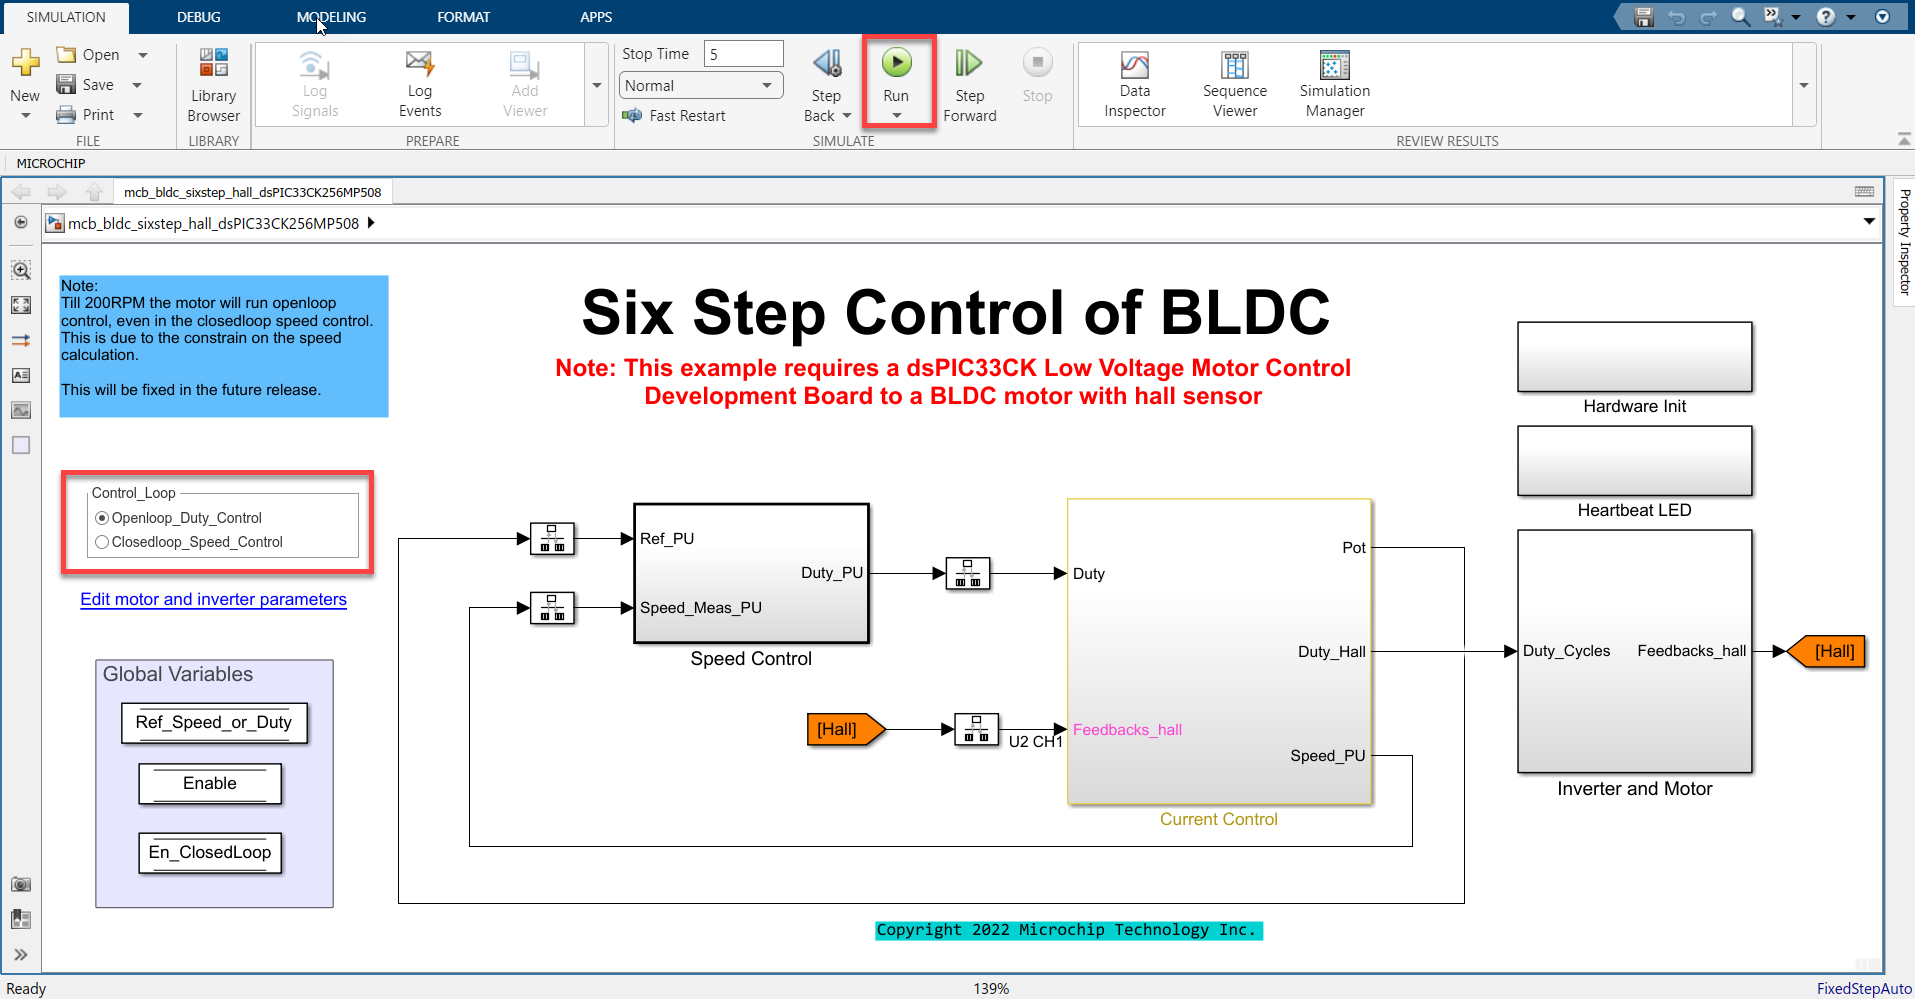 SIMULATION
DEBUG
MODELING
FORMAT
APPS
New
Open
Save
Print
FILE
Library
Browser
LIBRARY
Log
Signals
Log
Events
Add
Viewer
PREPARE
Stop Time 5
Normal
Fast Restart
Step
Back
Run
Step
Forward
Stop
SIMULATE
Data
Inspector
Sequence
Viewer
Simulation
Manager
REVIEW RESULTS
MICROCHIP
mcb_bldc_sixstep_hall_dsPIC33CK256MP508
mcb_bldc_sixstep_hall_dsPIC33CK256MP508
Property Inspector
Note:
Till 200RPM the motor will run openloop
control, even in the closedloop speed control.
This is due to the constrain on the speed
calculation.
This will be fixed in the future release.
Six Step Control of BLDC
Note: This example requires a dsPIC33CK Low Voltage Motor Control
Development Board to a BLDC motor with hall sensor
Hardware Init
Heartbeat LED
Control_Loop
Openloop_Duty_Control
Closedloop_Speed_Control
Edit motor and inverter parameters
Global Variables
Ref_Speed_or_Duty
Enable
En_ClosedLoop
Ref_PU
Duty_PU
Speed_Meas_PU
Speed Control
[Hall]
U2 CH1
Duty
Pot
Duty_Hall
Feedbacks_hall
Speed_PU
Current Control
Duty_Cycles
Feedbacks_hall
Inverter and Motor
[Hall]
Copyright 2022 Microchip Technology Inc.
Ready
139%
FixedStepAuto